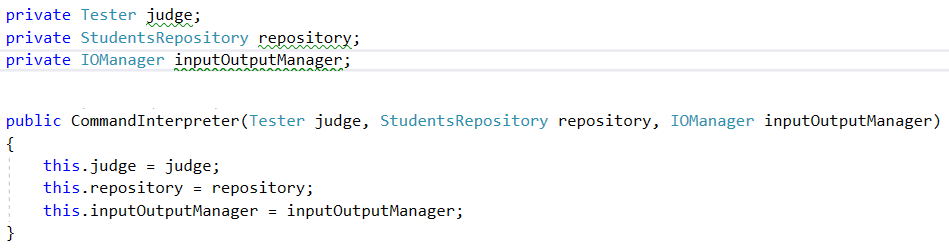 private Tester judge;
private StudentsRepository repository;
private IOManager inputOutputManager;
public CommandInterpreter(Tester judge, StudentsRepository repository, IOManager inputOutputManager)
{
    this.judge = judge;
    this.repository = repository;
    this.inputOutputManager = inputOutputManager;
}